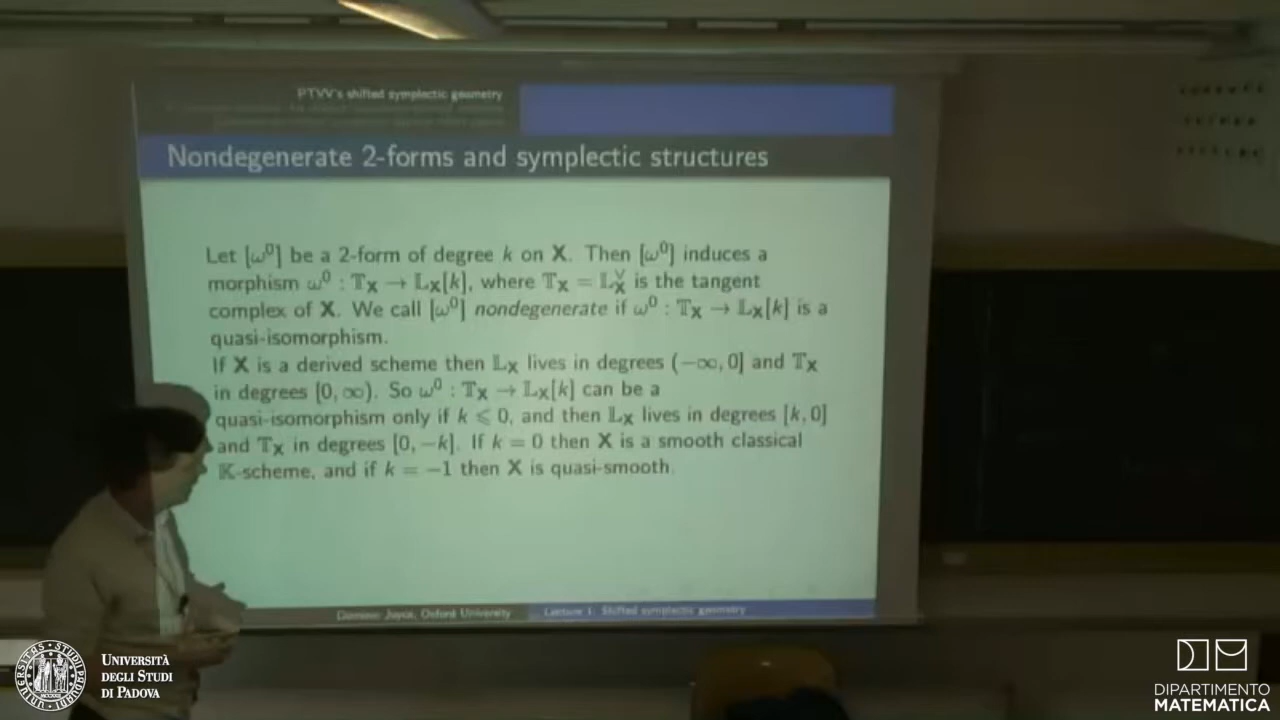 PTVV's shifted symplectic geometry
Nondegenerate 2-forms and symplectic structures
Let [ω⁰] be a 2-form of degree k on X. Then [ω⁰] induces a
morphism ω⁰ : 𝕋_X → 𝕃_X[k], where 𝕋_X = 𝕃_X^∨ is the tangent
complex of X. We call [ω⁰] nondegenerate if ω⁰ : 𝕋_X → 𝕃_X[k] is a
quasi-isomorphism.
If X is a derived scheme then 𝕃_X lives in degrees (−∞, 0] and 𝕋_X
in degrees [0, ∞). So ω⁰ : 𝕋_X → 𝕃_X[k] can be a
quasi-isomorphism only if k ⩽ 0, and then 𝕃_X lives in degrees [k, 0]
and 𝕋_X in degrees [0, −k]. If k = 0 then X is a smooth classical
𝕂-scheme, and if k = −1 then X is quasi-smooth.
Dominic Joyce, Oxford University
Lecture 1: Shifted symplectic geometry
UNIVERSITÀ
DEGLI STUDI
DI PADOVA
DIPARTIMENTO
MATEMATICA